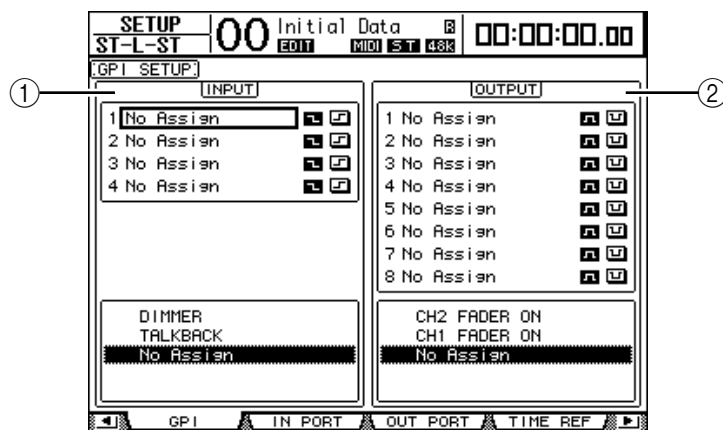 SETUP
ST-L-ST
00
Initial Data R
EDIT MIDI ST 48K
00:00:00.00
GPI SETUP
1
INPUT
OUTPUT
2
1 No Assign
2 No Assign
3 No Assign
4 No Assign
1 No Assign
2 No Assign
3 No Assign
4 No Assign
5 No Assign
6 No Assign
7 No Assign
8 No Assign
DIMMER
TALKBACK
No Assign
CH2 FADER ON
CH1 FADER ON
No Assign
GPI
IN PORT
OUT PORT
TIME REF